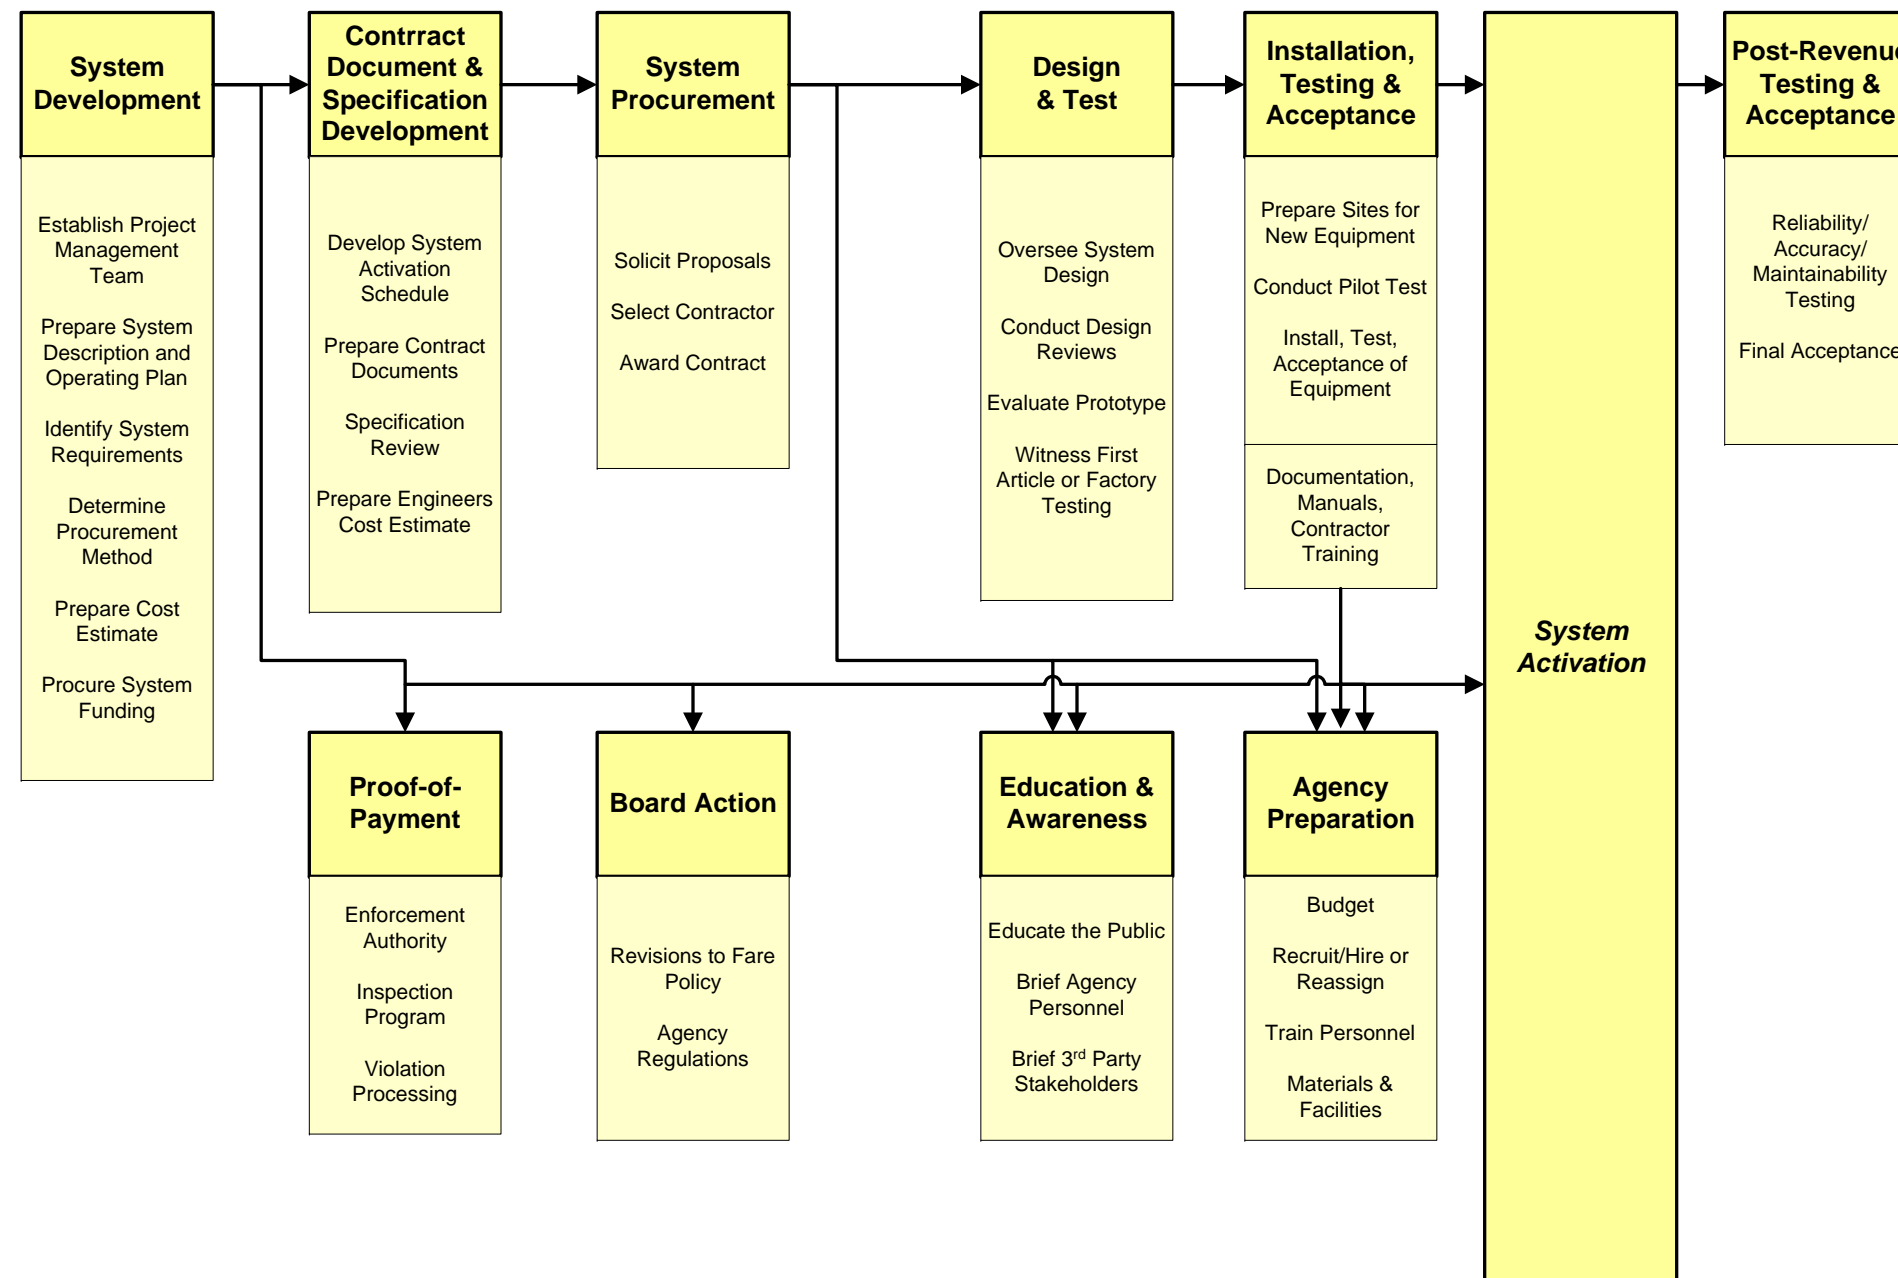 System
Development
Establish Project
Management
Team
Prepare System
Description and
Operating Plan
Identify System
Requirements
Determine
Procurement
Method
Prepare Cost
Estimate
Procure System
Funding
Contrract
Document &
Specification
Development
Develop System
Activation
Schedule
Prepare Contract
Documents
Specification
Review
Prepare Engineers
Cost Estimate
System
Procurement
Solicit Proposals
Select Contractor
Award Contract
Design
& Test
Oversee System
Design
Conduct Design
Reviews
Evaluate Prototype
Witness First
Article or Factory
Testing
Installation,
Testing &
Acceptance
Prepare Sites for
New Equipment
Conduct Pilot Test
Install, Test,
Acceptance of
Equipment
Documentation,
Manuals,
Contractor
Training
System
Activation
Post-Revenue
Testing &
Acceptance
Reliability/
Accuracy/
Maintainability
Testing
Final Acceptance
Proof-of-
Payment
Enforcement
Authority
Inspection
Program
Violation
Processing
Board Action
Revisions to Fare
Policy
Agency
Regulations
Education &
Awareness
Educate the Public
Brief Agency
Personnel
Brief 3rd Party
Stakeholders
Agency
Preparation
Budget
Recruit/Hire or
Reassign
Train Personnel
Materials &
Facilities